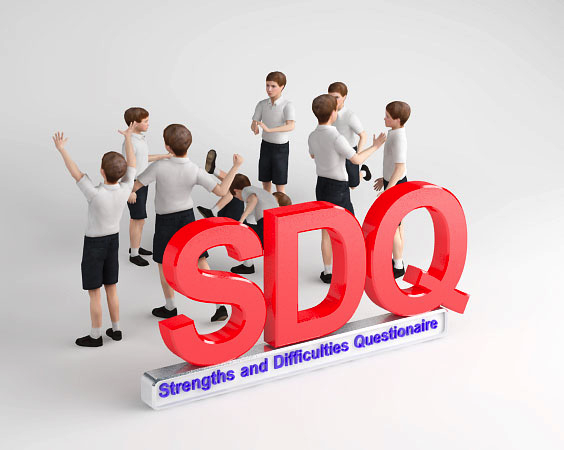 SDQ
Strengths and Difficulties Questionaire